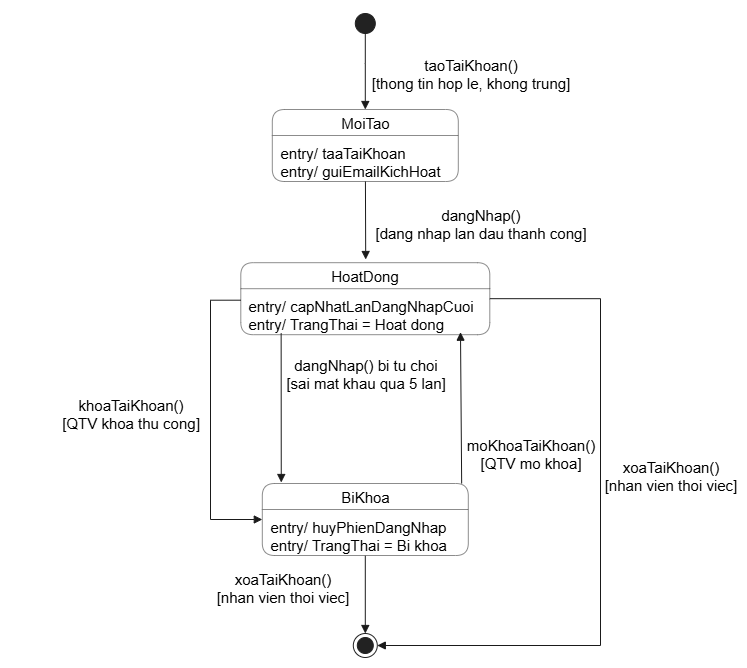 taoTaiKhoan()
[thong tin hop le, khong trung]
MoiTao
entry/ taaTaiKhoan
entry/ guiEmailKichHoat
dangNhap()
[dang nhap lan dau thanh cong]
HoatDong
entry/ capNhatLanDangNhapCuoi
entry/ TrangThai = Hoat dong
dangNhap() bi tu choi
[sai mat khau qua 5 lan]
khoaTaiKhoan()
[QTV khoa thu cong]
moKhoaTaiKhoan()
[QTV mo khoa]
xoaTaiKhoan()
[nhan vien thoi viec]
BiKhoa
entry/ huyPhienDangNhap
entry/ TrangThai = Bi khoa
xoaTaiKhoan()
[nhan vien thoi viec]